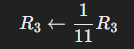 R₃ ← 1/11 R₃